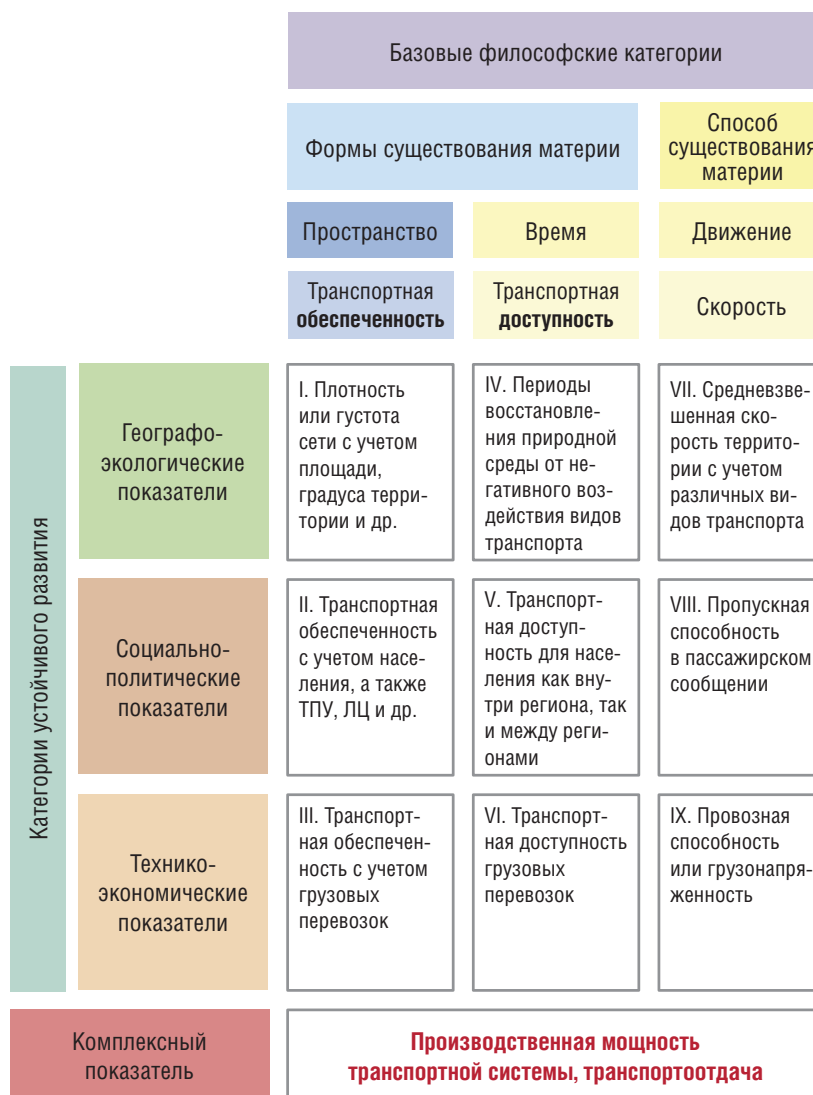 Базовые философские категории
Формы существования материи
Способ
существования
материи
Пространство
Время
Движение
Транспортная
обеспеченность
Транспортная
доступность
Скорость
Категории устойчивого развития
Географо-
экологические
показатели
I. Плотность
или густота
сети с учетом
площади,
градуса терри-
тории и др.
IV. Периоды
восстановле-
ния природной
среды от не-
гативного воз-
действия видов
транспорта
VII. Средневзве-
шенная ско-
рость террито-
рии с учетом
различных ви-
дов транспорта
Социально-
политические
показатели
II. Транспортная
обеспеченность
с учетом насе-
ления, а также
ТПУ, ЛЦ и др.
V. Транспорт-
ная доступ-
ность для насе-
ления как вну-
три региона, так
и между реги-
онами
VIII. Пропускная
способность
в пассажирском
сообщении
Технико-
экономические
показатели
III. Транспорт-
ная обеспечен-
ность с учетом
грузовых
перевозок
VI. Транспорт-
ная доступность
грузовых
перевозок
IX. Провозная
способность
или грузонапря-
женность
Комплексный
показатель
Производственная мощность
транспортной системы, транспортоотдача